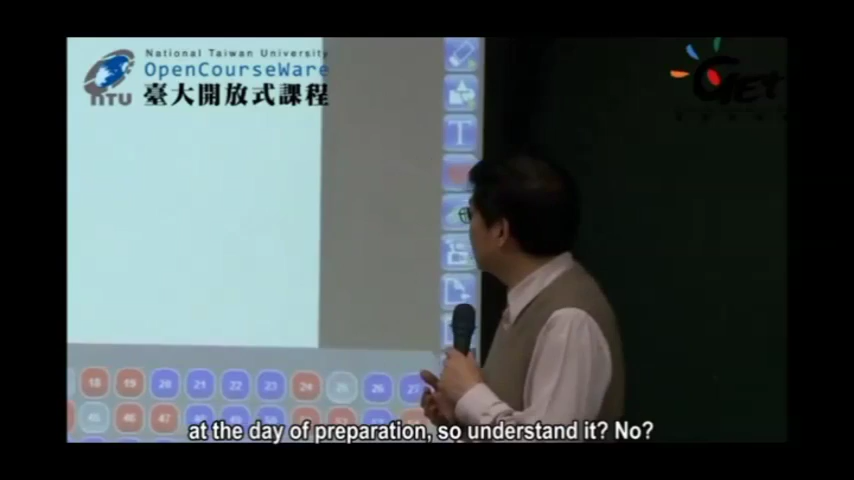 National Taiwan University
OpenCourseWare
NTU
臺大開放式課程
GET
T
18 19 20 21 22 23 24 25 26 27
46 47
at the day of preparation, so understand it? No?